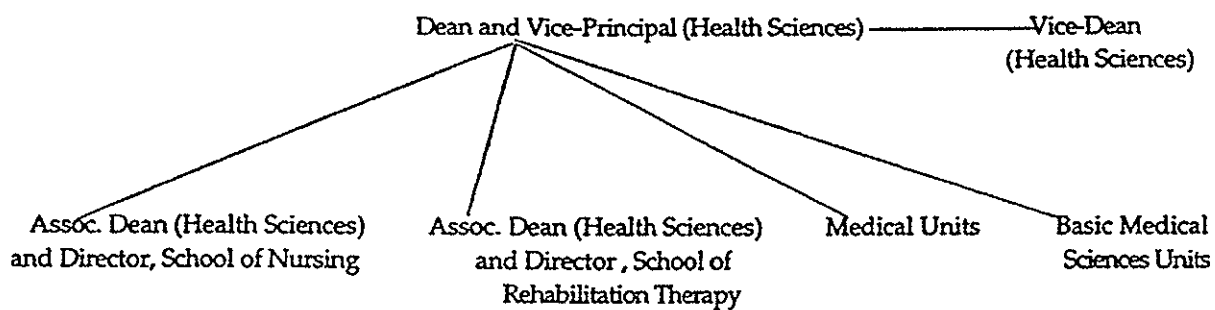 Dean and Vice-Principal (Health Sciences)
Vice-Dean
(Health Sciences)
Assoc. Dean (Health Sciences)
and Director, School of Nursing
Assoc. Dean (Health Sciences)
and Director , School of
Rehabilitation Therapy
Medical Units
Basic Medical
Sciences Units